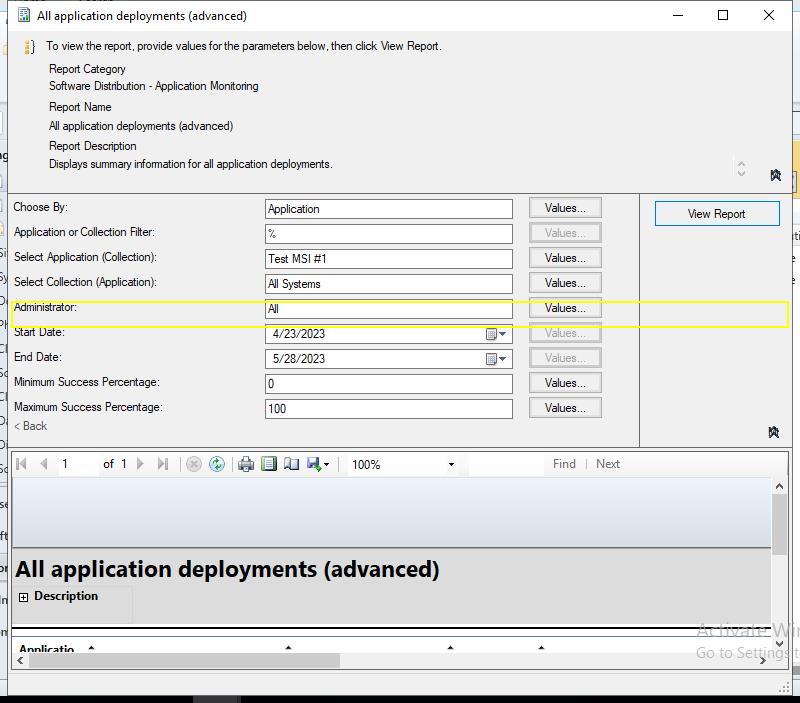 All application deployments (advanced)
To view the report, provide values for the parameters below, then click View Report.
Report Category
Software Distribution - Application Monitoring
Report Name
All application deployments (advanced)
Report Description
Displays summary information for all application deployments.
Choose By: Application Values... View Report
Application or Collection Filter: % Values...
Select Application (Collection): Test MSI #1 Values...
Select Collection (Application): All Systems Values...
Administrator: All Values...
Start Date: 4/23/2023 Values...
End Date: 5/28/2023 Values...
Minimum Success Percentage: 0 Values...
Maximum Success Percentage: 100 Values...
< Back
1 of 1 100% Find Next
All application deployments (advanced)
Description
Applicatio
Activate Win
Go to Settings t